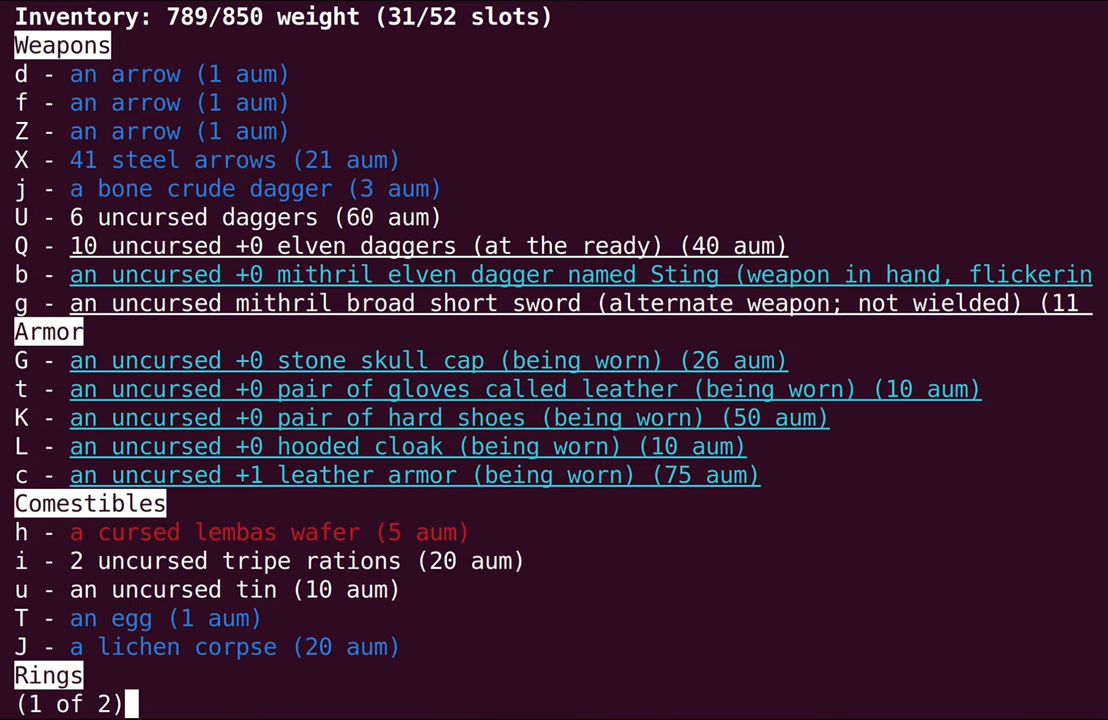 Inventory: 789/850 weight (31/52 slots)
Weapons
d - an arrow (1 aum)
f - an arrow (1 aum)
Z - an arrow (1 aum)
X - 41 steel arrows (21 aum)
j - a bone crude dagger (3 aum)
U - 6 uncursed daggers (60 aum)
Q - 10 uncursed +0 elven daggers (at the ready) (40 aum)
b - an uncursed +0 mithril elven dagger named Sting (weapon in hand, flickerin
g - an uncursed mithril broad short sword (alternate weapon; not wielded) (11
Armor
G - an uncursed +0 stone skull cap (being worn) (26 aum)
t - an uncursed +0 pair of gloves called leather (being worn) (10 aum)
K - an uncursed +0 pair of hard shoes (being worn) (50 aum)
L - an uncursed +0 hooded cloak (being worn) (10 aum)
c - an uncursed +1 leather armor (being worn) (75 aum)
Comestibles
h - a cursed lembas wafer (5 aum)
i - 2 uncursed tripe rations (20 aum)
u - an uncursed tin (10 aum)
T - an egg (1 aum)
J - a lichen corpse (20 aum)
Rings
(1 of 2)